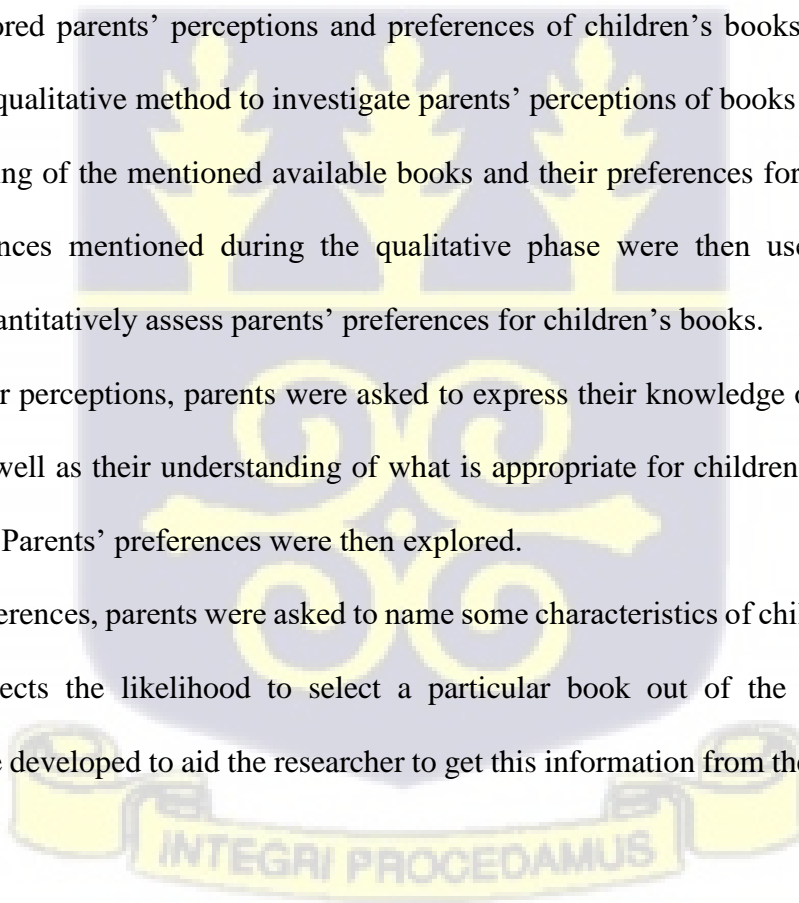 ored parents’ perceptions and preferences of children’s books
qualitative method to investigate parents’ perceptions of books
ing of the mentioned available books and their preferences for
ences mentioned during the qualitative phase were then use
antitatively assess parents’ preferences for children’s books.
r perceptions, parents were asked to express their knowledge o
well as their understanding of what is appropriate for children
Parents’ preferences were then explored.
erences, parents were asked to name some characteristics of chil
ects the likelihood to select a particular book out of the
e developed to aid the researcher to get this information from the
INTEGRI PROCEDAMUS